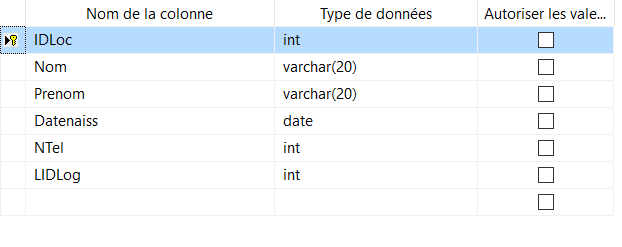 Nom de la colonne Type de données Autoriser les vale...
IDLoc int
Nom varchar(20)
Prenom varchar(20)
Datenaiss date
NTel int
LIDLog int